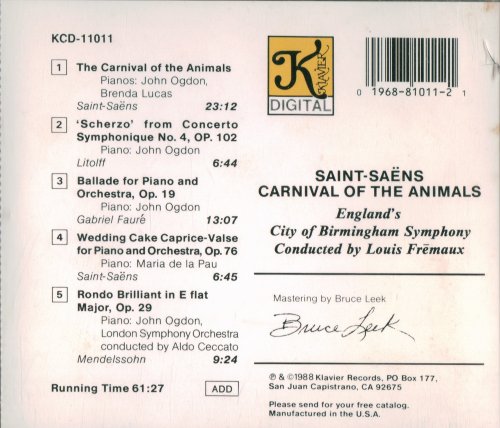 KCD-11011
1 The Carnival of the Animals
Pianos: John Ogdon,
Brenda Lucas
Saint-Saëns 23:12
2 'Scherzo' from Concerto
Symphonique No. 4, OP. 102
Piano: John Ogdon
Litolff 6:44
3 Ballade for Piano and
Orchestra, Op. 19
Piano: John Ogdon
Gabriel Fauré 13:07
4 Wedding Cake Caprice-Valse
for Piano and Orchestra, Op. 76
Piano: Maria de la Pau
Saint-Saëns 6:45
5 Rondo Brilliant in E flat
Major, Op. 29
Piano: John Ogdon,
London Symphony Orchestra
conducted by Aldo Ceccato
Mendelssohn 9:24
Running Time 61:27 ADD
K
KLAVIER
DIGITAL
0 1968-81011-2 1
SAINT-SAËNS
CARNIVAL OF THE ANIMALS
England's
City of Birmingham Symphony
Conducted by Louis Frëmaux
Mastering by Bruce Leek
Bruce Leek
℗ & ©1988 Klavier Records, PO Box 177,
San Juan Capistrano, CA 92675
Please send for your free catalog.
Manufactured in the U.S.A.